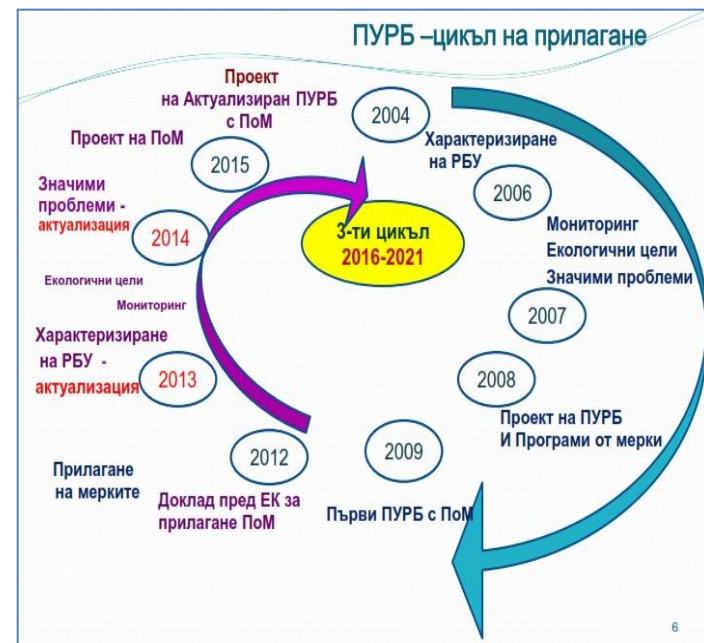 ПУРБ –цикъл на прилагане
2004
Характеризиране
на РБУ
2006
Мониторинг
Екологични цели
Значими проблеми
2007
2008
Проект на ПУРБ
И Програми от мерки
2009
Първи ПУРБ с ПоМ
2012
Доклад пред ЕК за
прилагане ПоМ
Прилагане
на мерките
2013
Характеризиране
на РБУ -
актуализация
Мониторинг
Екологични цели
2014
Значими
проблеми -
актуализация
2015
Проект на ПоМ
Проект
на Актуализиран ПУРБ
с ПоМ
3-ти цикъл
2016-2021
6